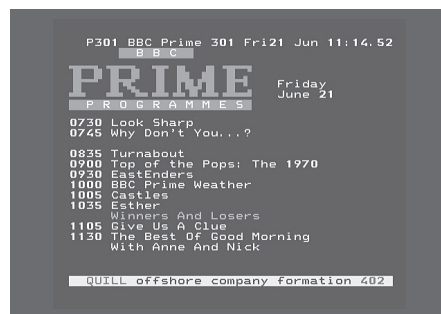 P301 BBC Prime 301 Fri21 Jun 11:14.52
BBC
PRIME
PROGRAMMES
Friday
June 21
0730 Look Sharp
0745 Why Don't You...?
0835 Turnabout
0900 Top of the Pops: The 1970
0930 EastEnders
1000 BBC Prime Weather
1005 Castles
1035 Esther
Winners And Losers
1105 Give Us A Clue
1130 The Best Of Good Morning
With Anne And Nick
QUILL offshore company formation 402